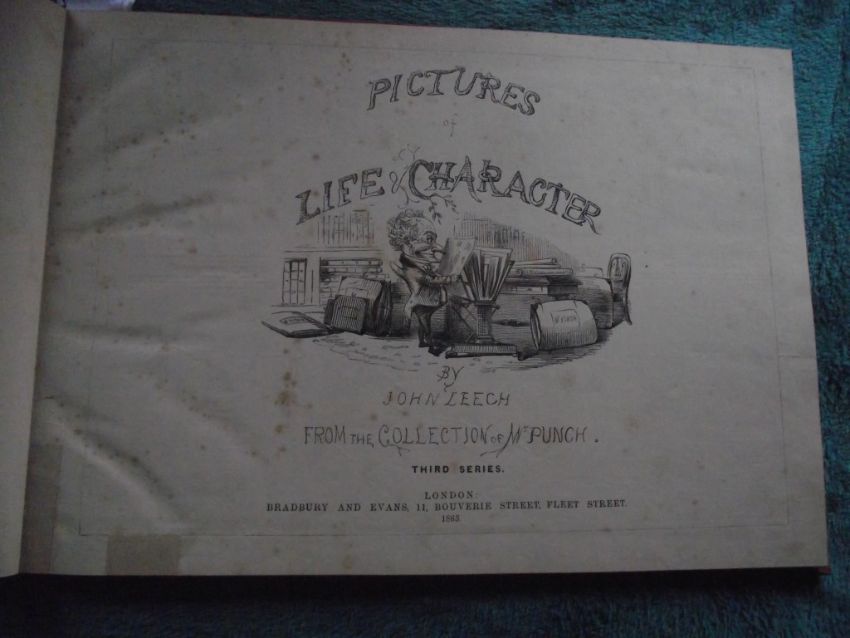 PICTURES
of
LIFE & CHARACTER
BY
JOHN LEECH
FROM THE COLLECTION OF Mr PUNCH.
THIRD SERIES.
LONDON:
BRADBURY AND EVANS, 11, BOUVERIE STREET, FLEET STREET.
1863